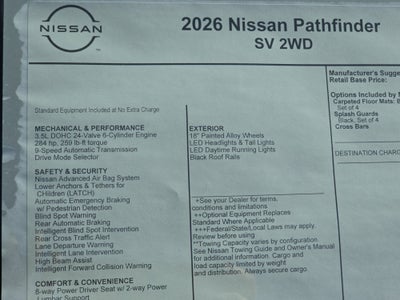 NISSAN
2026 Nissan Pathfinder
SV 2WD
Standard Equipment Included at No Extra Charge
MECHANICAL & PERFORMANCE
3.5L DOHC 24-Valve 6-Cylinder Engine
284 hp, 259 lb-ft torque
9-Speed Automatic Transmission
Drive Mode Selector
SAFETY & SECURITY
Nissan Advanced Air Bag System
Lower Anchors & Tethers for
CHildren (LATCH)
Automatic Emergency Braking
w/ Pedestrian Detection
Blind Spot Warning
Rear Automatic Braking
Intelligent Blind Spot Intervention
Rear Cross Traffic Alert
Lane Departure Warning
Intelligent Lane Intervention
High Beam Assist
Intelligent Forward Collision Warning
COMFORT & CONVENIENCE
6-way Power Driver Seat w/ 2-way Power
Lumbar Support
EXTERIOR
18" Painted Alloy Wheels
LED Headlights & Tail Lights
LED Daytime Running Lights
Black Roof Rails
+See your Dealer for terms,
conditions and limitations
++Optional Equipment Replaces
Standard Where Applicable
+++Federal/State/Local Laws may apply.
Review before using
**Towing Capacity varies by configuration.
See Nissan Towing Guide and Owner's Manual
for additional information. Cargo and
load capacity limited by weight
and distribution. Always secure cargo.
Manufacturer's Sugge
Retail Base Price:
Options Included by
Carpeted Floor Mats:
Set of 4
Splash Guards
Black, Set of 4
Cross Bars
DESTINATION CHARG